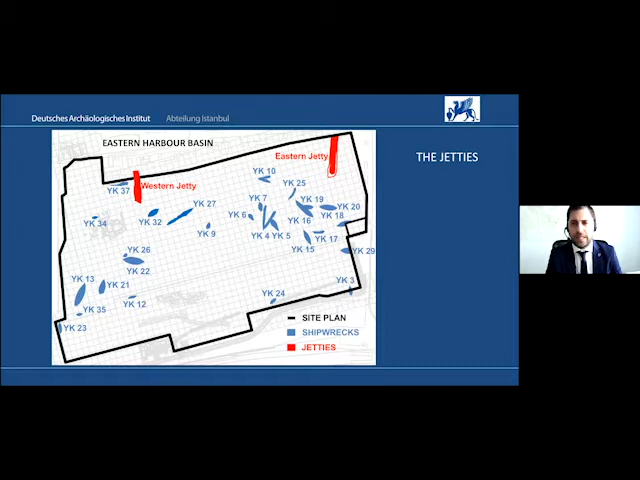 Deutsches Archäologisches Institut Abteilung Istanbul
THE JETTIES
EASTERN HARBOUR BASIN
Eastern Jetty
Western Jetty
YK 10
YK 25
YK 37
YK 27
YK 7
YK 19
YK 20
YK 34
YK 32
YK 6
YK 16
YK 18
YK 9
YK 4 YK 5
YK 17
YK 26
YK 15
YK 29
YK 22
YK 13
YK 21
YK 3
YK 12
YK 24
YK 35
YK 23
SITE PLAN
SHIPWRECKS
JETTIES